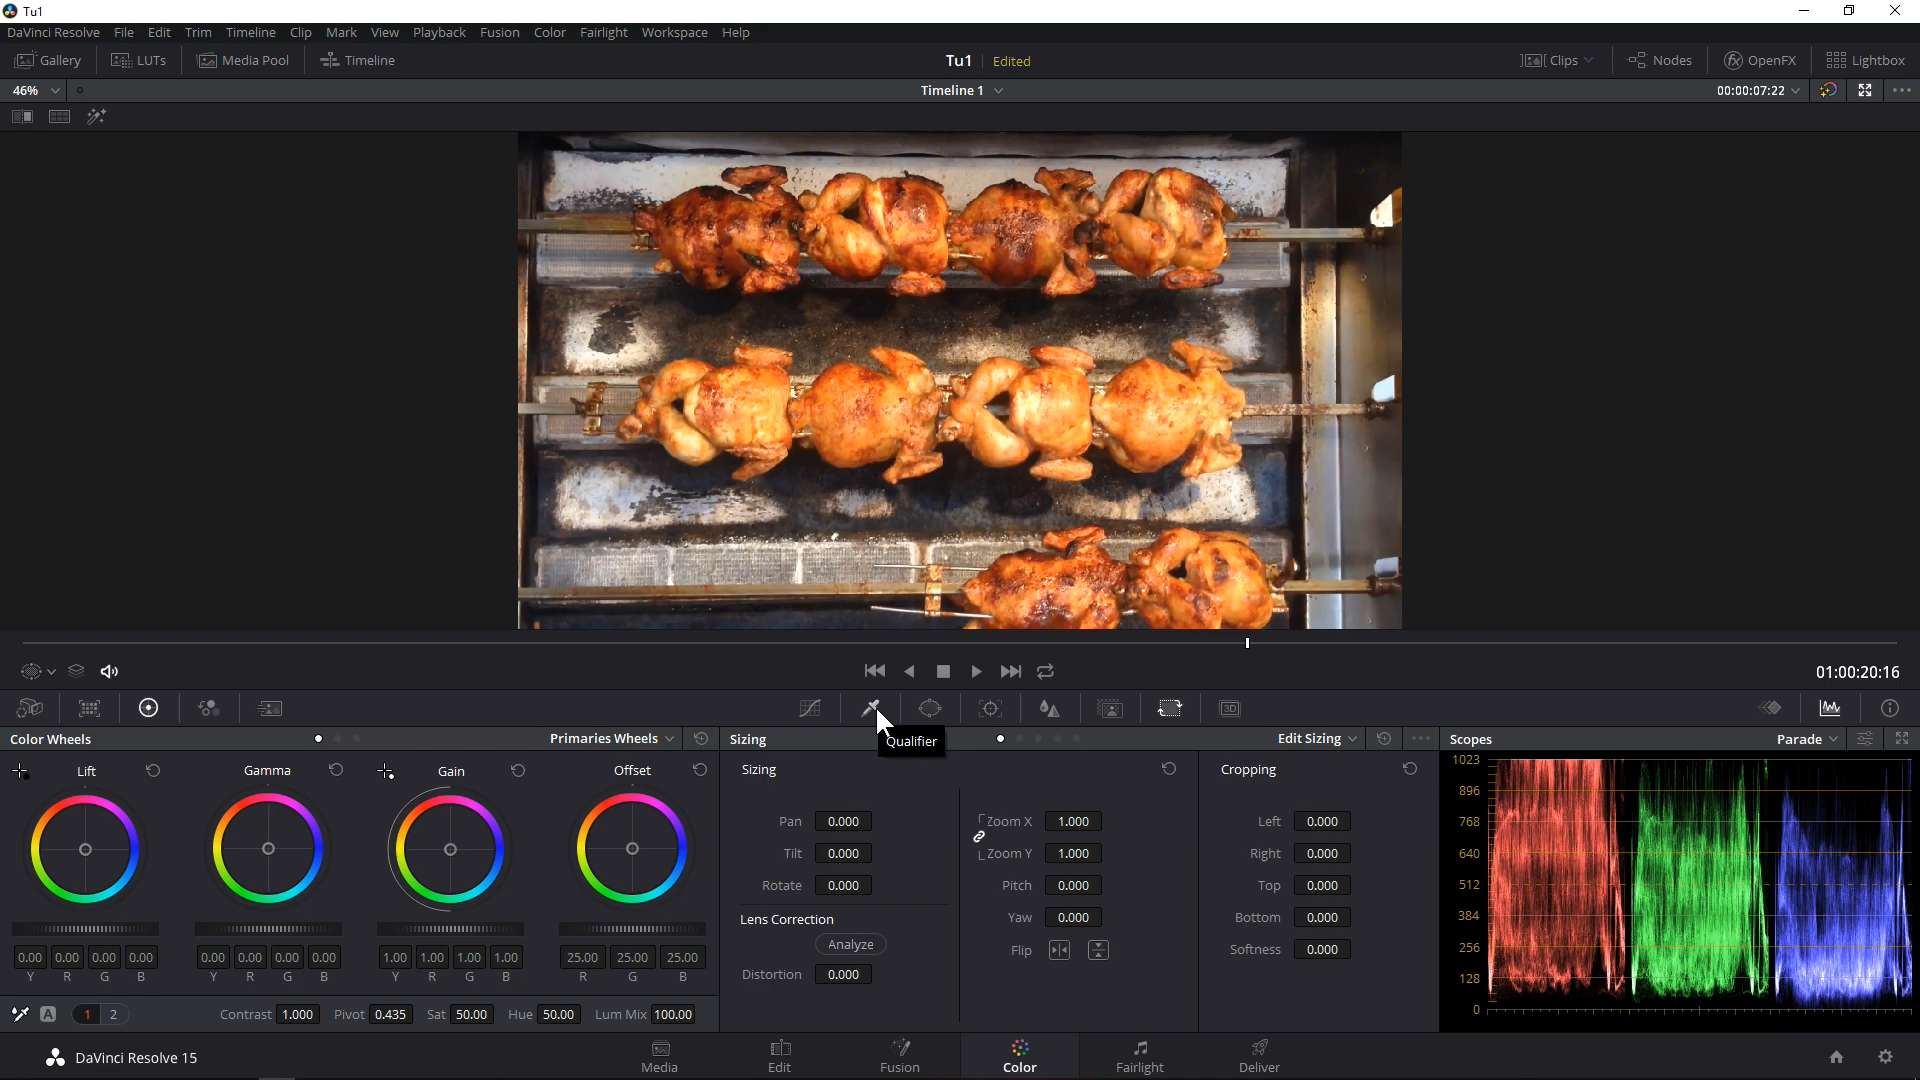 Tu1
DaVinci Resolve File Edit Trim Timeline Clip Mark View Playback Fusion Color Fairlight Workspace Help
Gallery LUTs Media Pool Timeline Tu1 Edited Clips Nodes OpenFX Lightbox
46% Timeline 1 00:00:07:22
01:00:20:16
3D
Qualifier
Color Wheels Primaries Wheels Sizing Edit Sizing Scopes Parade
Lift Gamma Gain Offset Sizing Cropping
1023
896
768
640
512
384
256
128
0
Pan 0.000 Zoom X 1.000 Left 0.000
Tilt 0.000 Zoom Y 1.000 Right 0.000
Rotate 0.000 Pitch 0.000 Top 0.000
Lens Correction Yaw 0.000 Bottom 0.000
Analyze Flip Softness 0.000
Distortion 0.000
0.00 0.00 0.00 0.00 0.00 0.00 0.00 0.00 1.00 1.00 1.00 1.00 25.00 25.00 25.00
Y R G B Y R G B Y R G B R G B
A 1 2 Contrast 1.000 Pivot 0.435 Sat 50.00 Hue 50.00 Lum Mix 100.00
DaVinci Resolve 15 Media Edit Fusion Color Fairlight Deliver